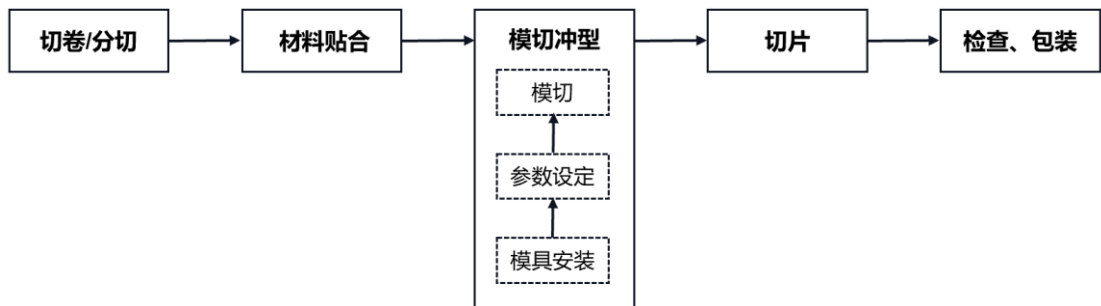 切卷/分切
材料贴合
模切冲型
切片
检查、包装
模切
参数设定
模具安装